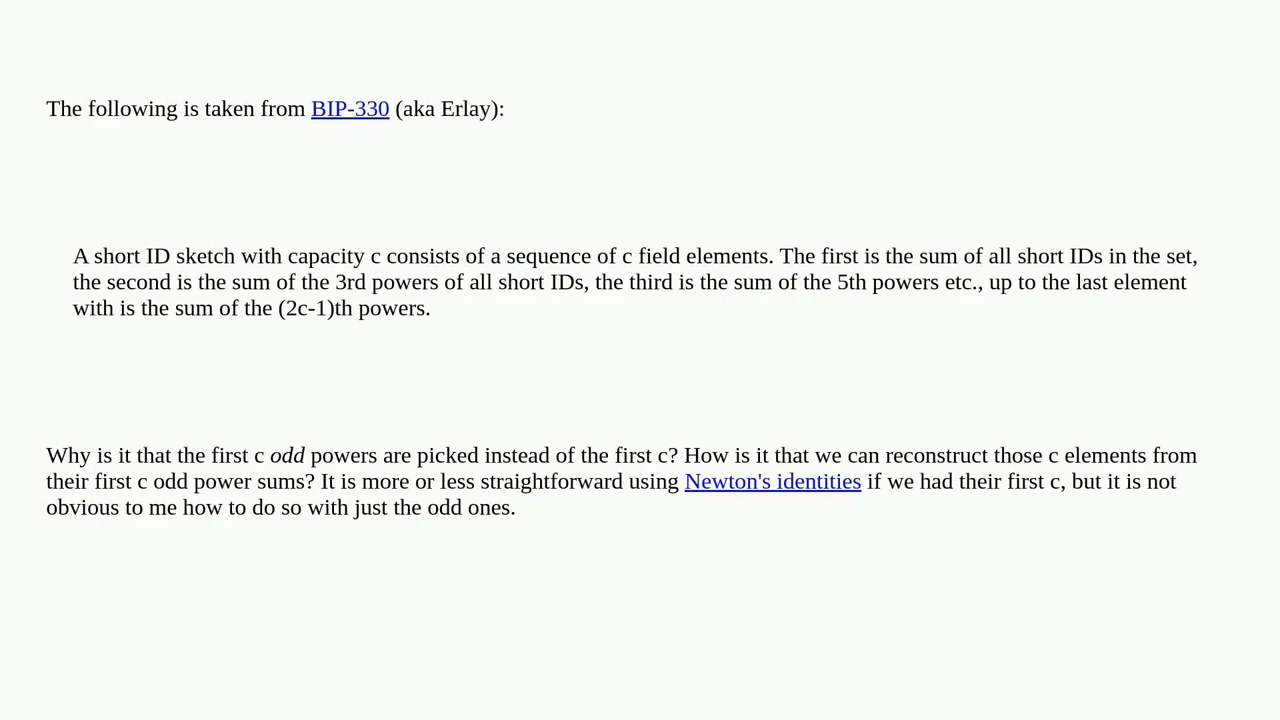 The following is taken from BIP-330 (aka Erlay):
A short ID sketch with capacity c consists of a sequence of c field elements. The first is the sum of all short IDs in the set,
the second is the sum of the 3rd powers of all short IDs, the third is the sum of the 5th powers etc., up to the last element
with is the sum of the (2c-1)th powers.
Why is it that the first c odd powers are picked instead of the first c? How is it that we can reconstruct those c elements from
their first c odd power sums? It is more or less straightforward using Newton's identities if we had their first c, but it is not
obvious to me how to do so with just the odd ones.